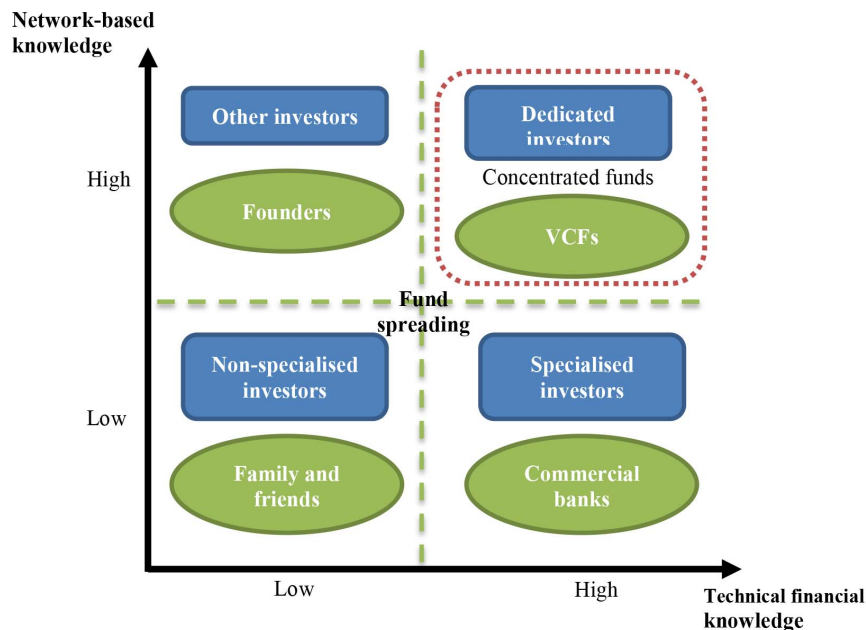 Network-based
knowledge
Other investors
Dedicated
investors
High
Concentrated funds
Founders
VCFs
Fund
spreading
Non-specialised
investors
Specialised
investors
Low
Family and
friends
Commercial
banks
Low
High
Technical financial
knowledge